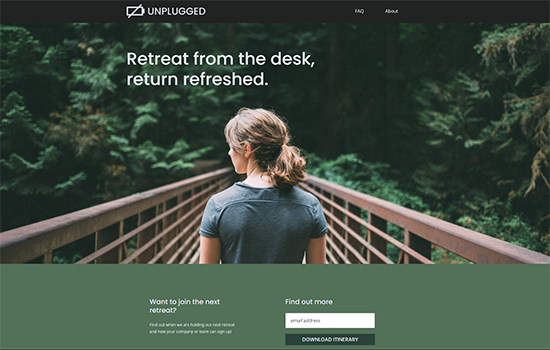 UNPLUGGED
FAQ
About
Retreat from the desk,
return refreshed.
Want to join the next
retreat?
Find out when we are holding our next retreat
and how your company or team can sign up!
Find out more
email address
DOWNLOAD ITINERARY